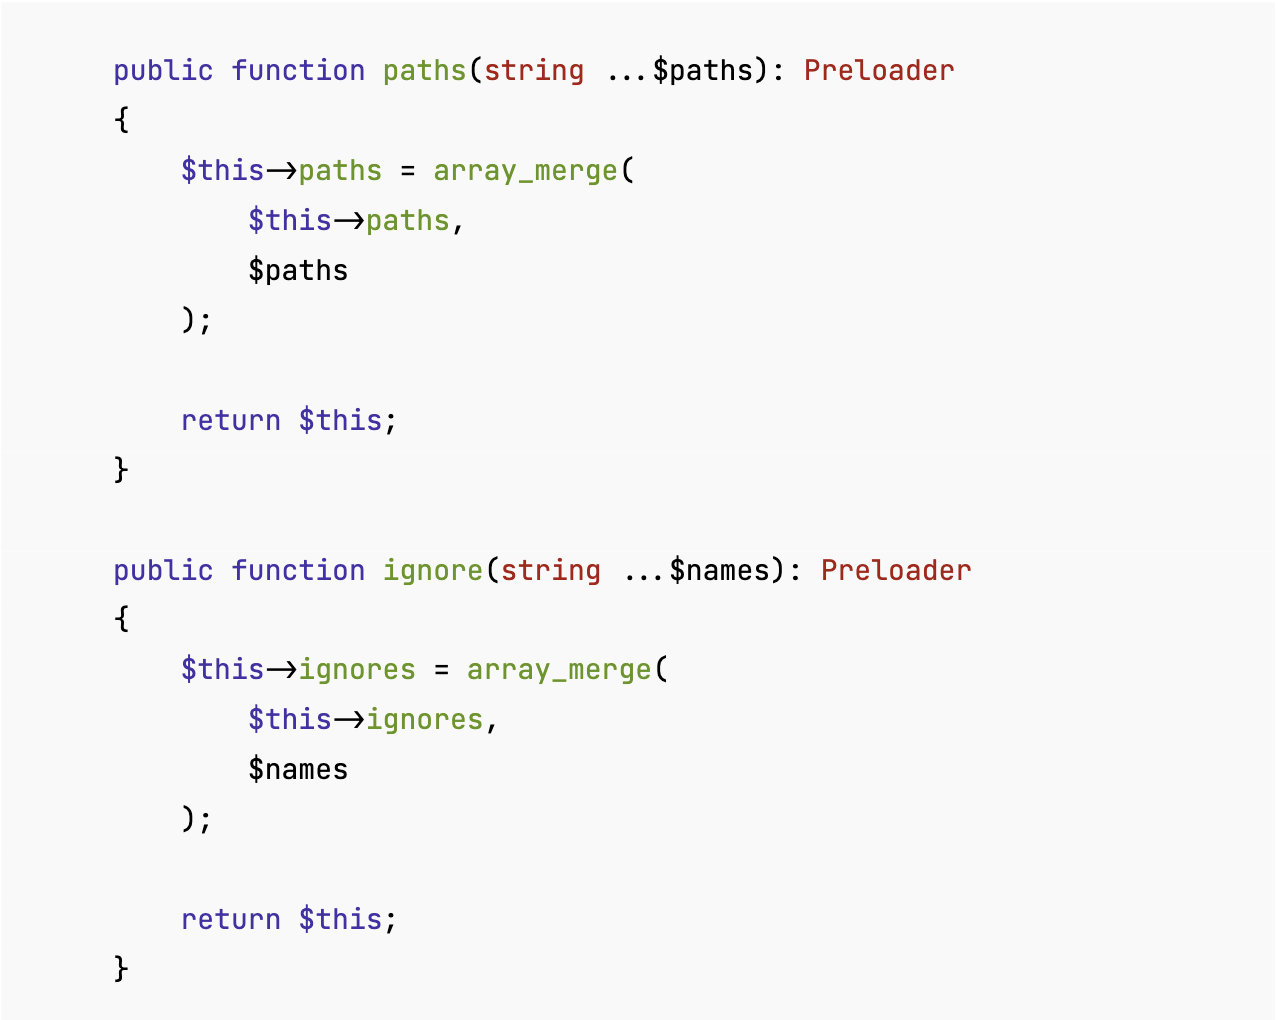 public function paths(string ...$paths): Preloader
{
    $this->paths = array_merge(
        $this->paths,
        $paths
    );

    return $this;
}

public function ignore(string ...$names): Preloader
{
    $this->ignores = array_merge(
        $this->ignores,
        $names
    );

    return $this;
}